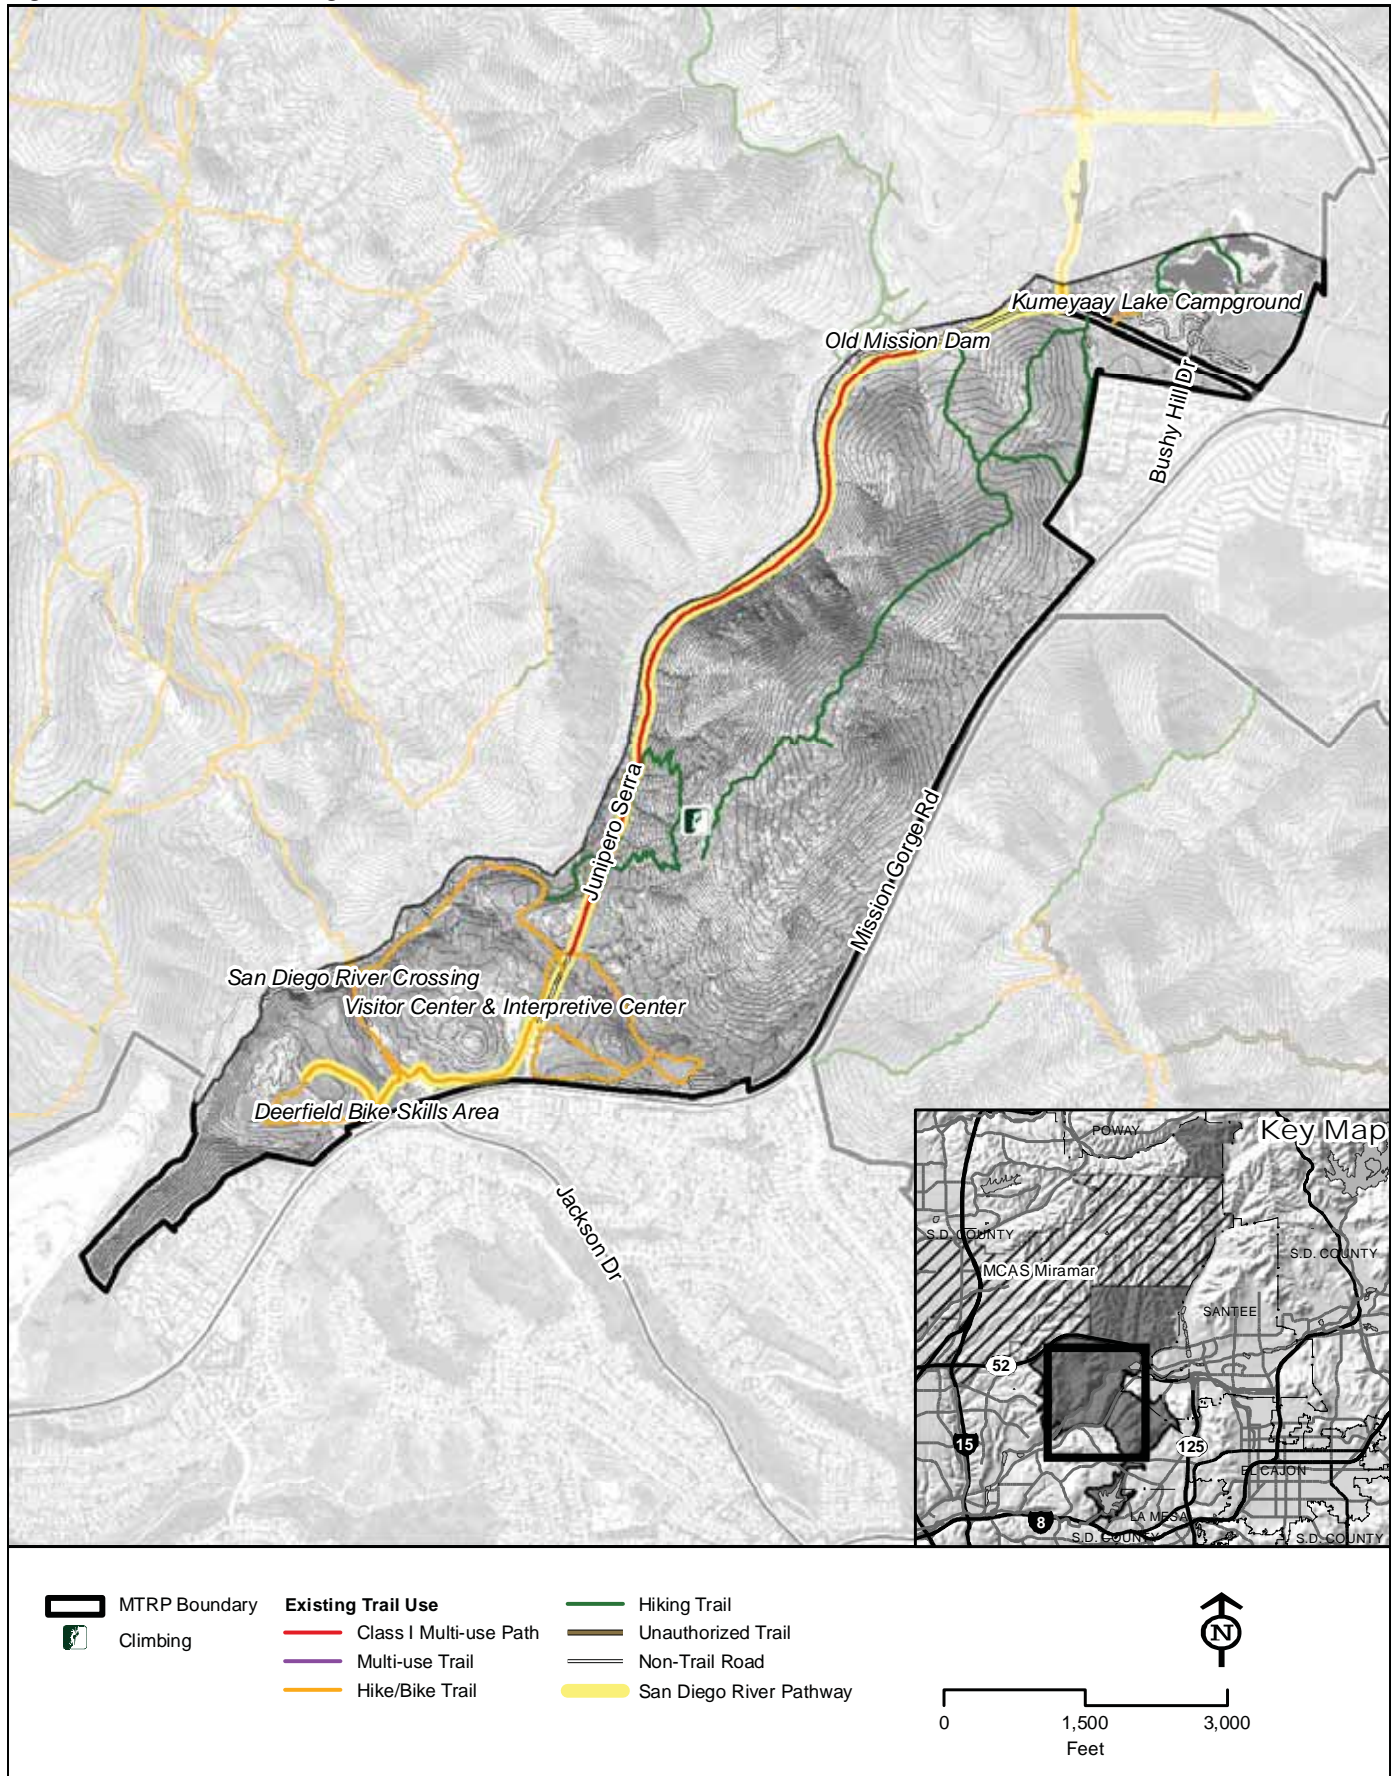 Kumeyaay Lake Campground
Old Mission Dam
Bushy Hill Dr
Junipero Serra
Mission Gorge Rd
San Diego River Crossing
Visitor Center & Interpretive Center
Deerfield Bike Skills Area
Jackson Dr
Key Map
POWAY
S.D. COUNTY
S.D. COUNTY
MCAS Miramar
SANTEE
52
15
125
EL CAJON
8
LA MESA
S.D. COUNTY
S.D. COUNTY
MTRP Boundary
Climbing
Existing Trail Use
Class I Multi-use Path
Multi-use Trail
Hike/Bike Trail
Hiking Trail
Unauthorized Trail
Non-Trail Road
San Diego River Pathway
N
0 1,500 3,000
Feet